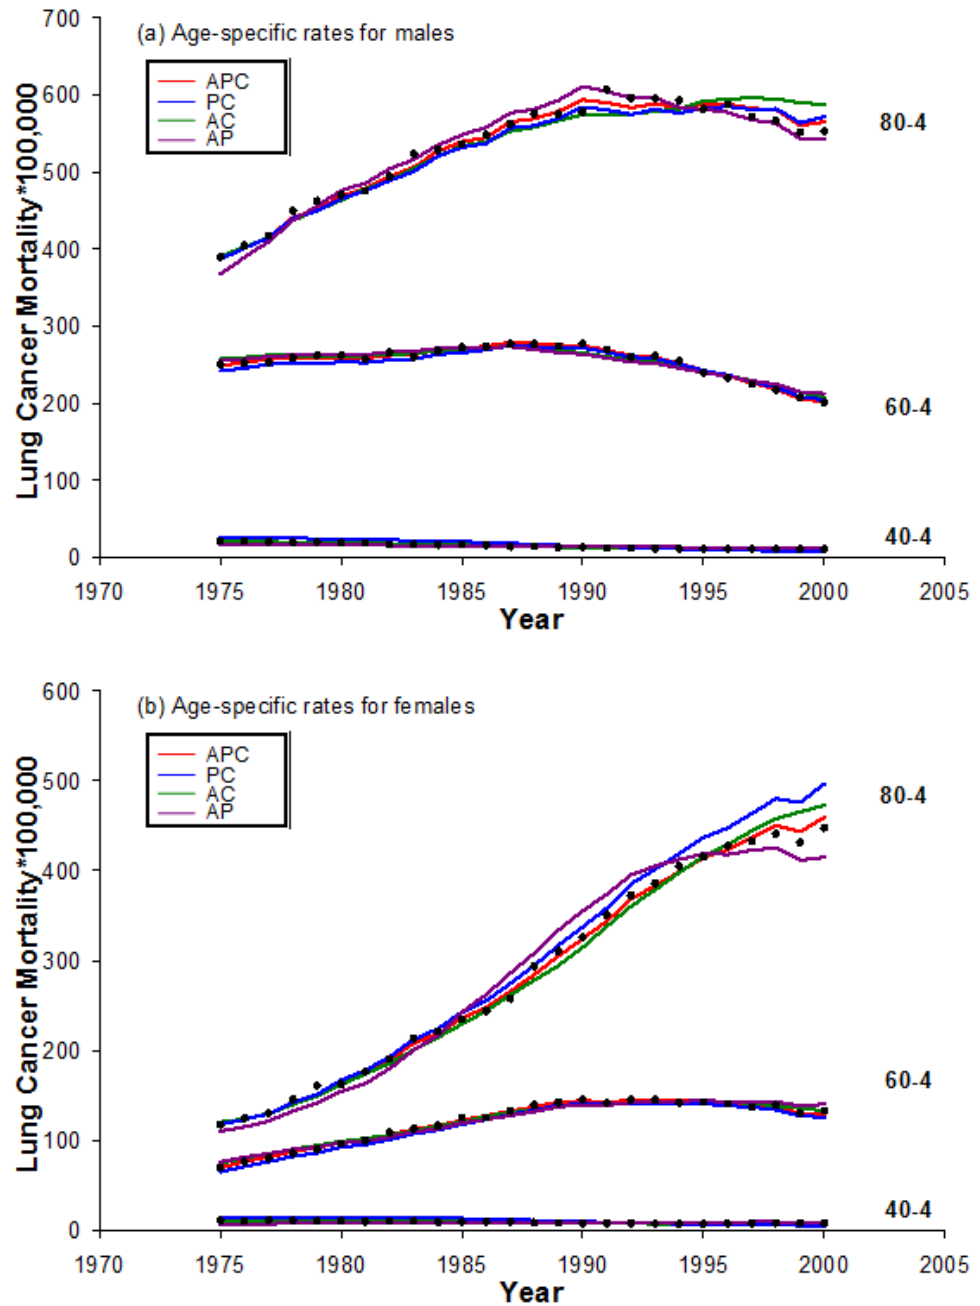 700
(a) Age-specific rates for males
APC
PC
AC
AP
600
500
400
300
200
100
0
80-4
60-4
40-4
Lung Cancer Mortality*100,000
1970 1975 1980 1985 1990 1995 2000 2005
Year
600
(b) Age-specific rates for females
APC
PC
AC
AP
500
400
300
200
100
0
80-4
60-4
40-4
Lung Cancer Mortality*100,000
1970 1975 1980 1985 1990 1995 2000 2005
Year